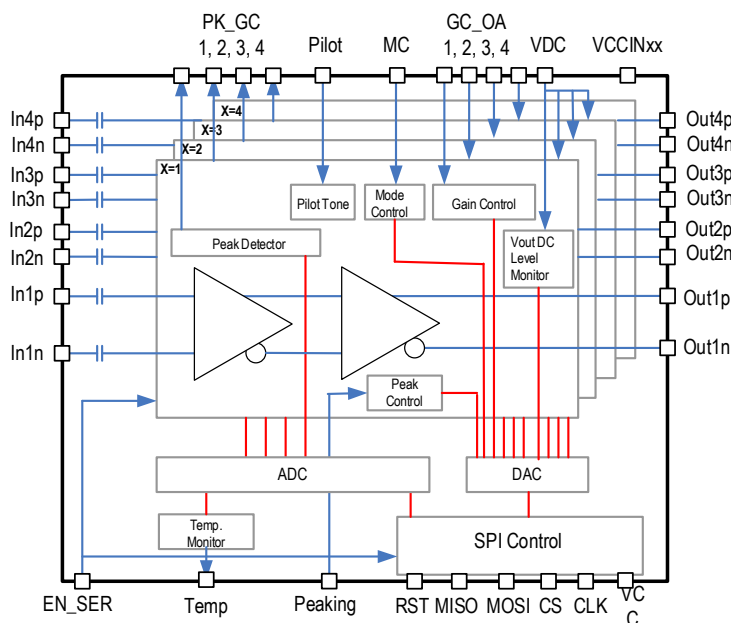 PK_GC
1, 2, 3, 4
Pilot
MC
GC_OA
1, 2, 3, 4
VDC
VCCINxx
In4p
In4n
In3p
In3n
In2p
In2n
In1p
In1n
X=4
X=3
X=2
X=1
Pilot Tone
Mode
Control
Gain Control
Peak Detector
Vout DC
Level
Monitor
Out4p
Out4n
Out3p
Out3n
Out2p
Out2n
Out1p
Out1n
Peak
Control
ADC
DAC
Temp.
Monitor
SPI Control
EN_SER
Temp
Peaking
RST
MISO
MOSI
CS
CLK
VC
C